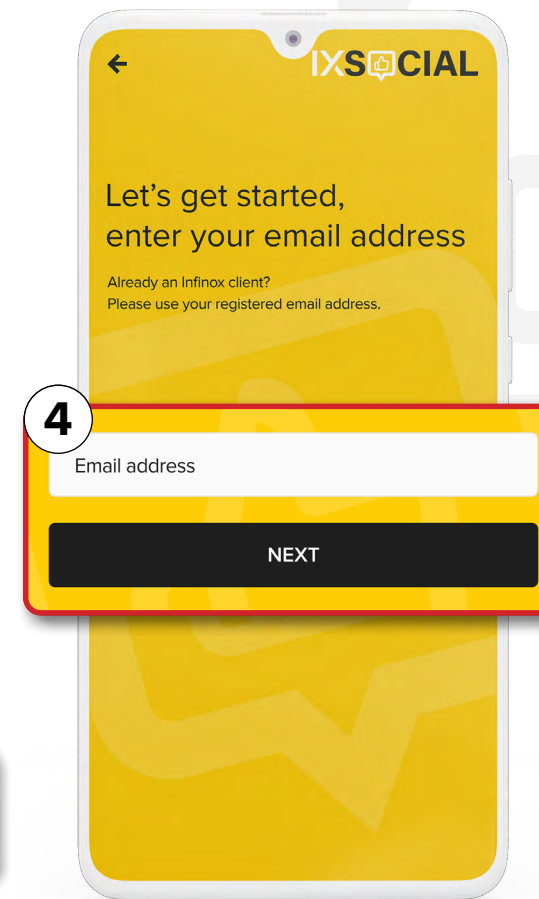 IXSOCIAL
Let's get started,
enter your email address
Already an Infinox client?
Please use your registered email address.
4
Email address
NEXT